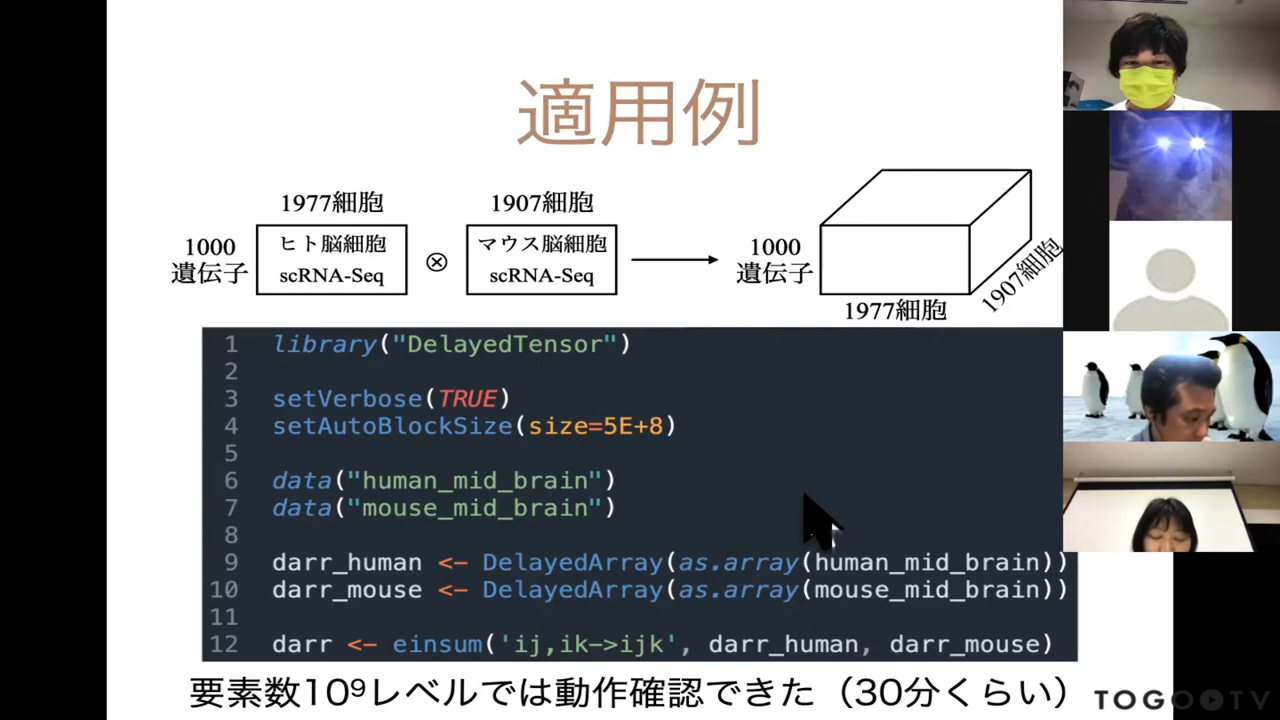 適用例
1977細胞
1907細胞
1000
遺伝子
ヒト脳細胞
scRNA-Seq
⊗
マウス脳細胞
scRNA-Seq
1000
遺伝子
1977細胞
1907細胞
1 library("DelayedTensor")
2
3 setVerbose(TRUE)
4 setAutoBlockSize(size=5E+8)
5
6 data("human_mid_brain")
7 data("mouse_mid_brain")
8
9 darr_human <- DelayedArray(as.array(human_mid_brain))
10 darr_mouse <- DelayedArray(as.array(mouse_mid_brain))
11
12 darr <- einsum('ij,ik->ijk', darr_human, darr_mouse)
要素数10⁹レベルでは動作確認できた（30分くらい）
TOGOTV